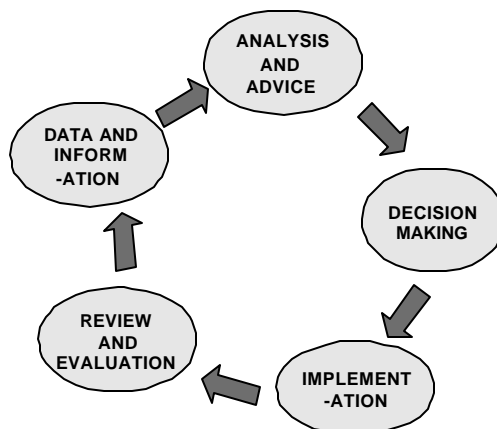 ANALYSIS
AND
ADVICE
DATA AND
INFORM
-ATION
DECISION
MAKING
REVIEW
AND
EVALUATION
IMPLEMENT
-ATION